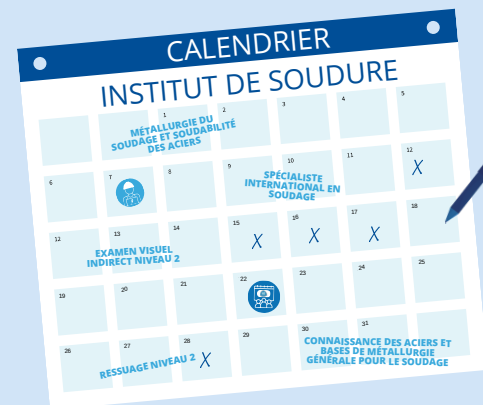 CALENDRIER
INSTITUT DE SOUDURE
1 2 3 4 5
MÉTALLURGIE DU
SOUDAGE ET SOUDABILITÉ
DES ACIERS
6 7 8 9 10 11 12
SPÉCIALISTE
INTERNATIONAL EN
SOUDAGE
X
12 13 14 15 16 17 18
EXAMEN VISUEL
INDIRECT NIVEAU 2
X X X
19 20 21 22 23 24 25
26 27 28 29 30 31
RESSUAGE NIVEAU 2
X
CONNAISSANCE DES ACIERS ET
BASES DE MÉTALLURGIE
GÉNÉRALE POUR LE SOUDAGE